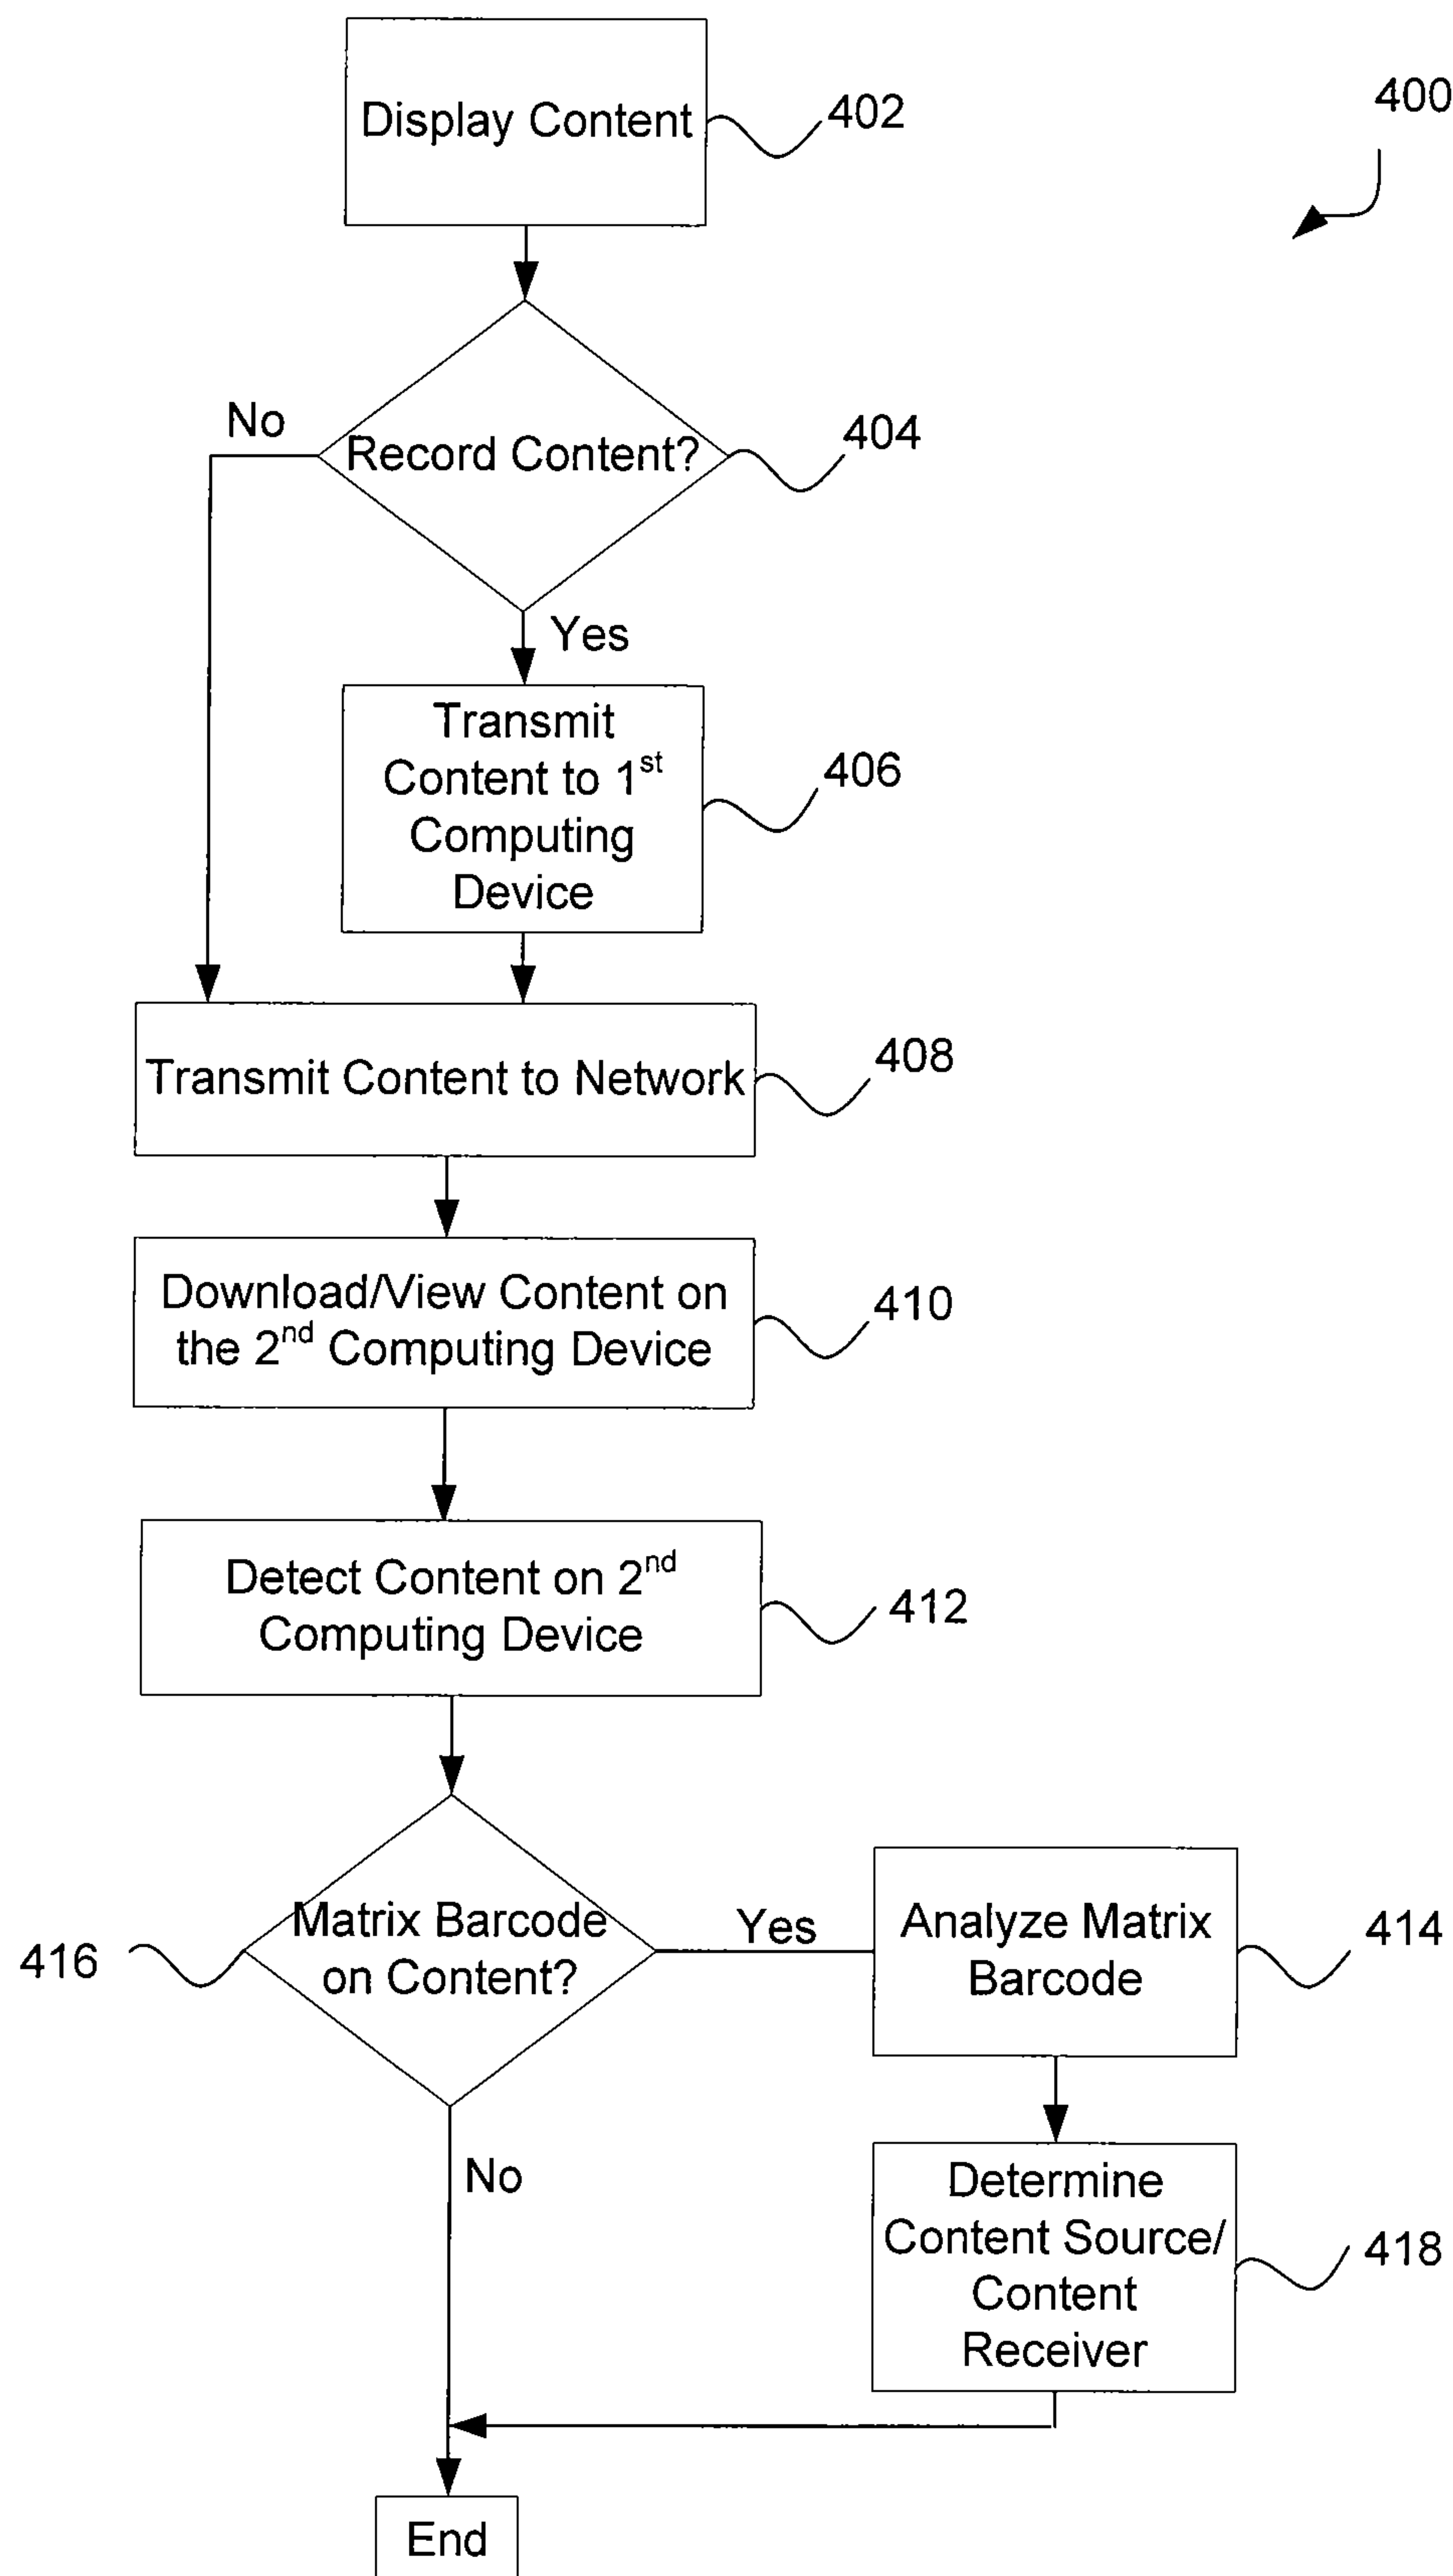 400
Display Content
402
Record Content?
404
No
Yes
Transmit
Content to 1st
Computing
Device
406
Transmit Content to Network
408
Download/View Content on
the 2nd Computing Device
410
Detect Content on 2nd
Computing Device
412
Matrix Barcode
on Content?
416
Yes
Analyze Matrix
Barcode
414
No
Determine
Content Source/
Content
Receiver
418
End